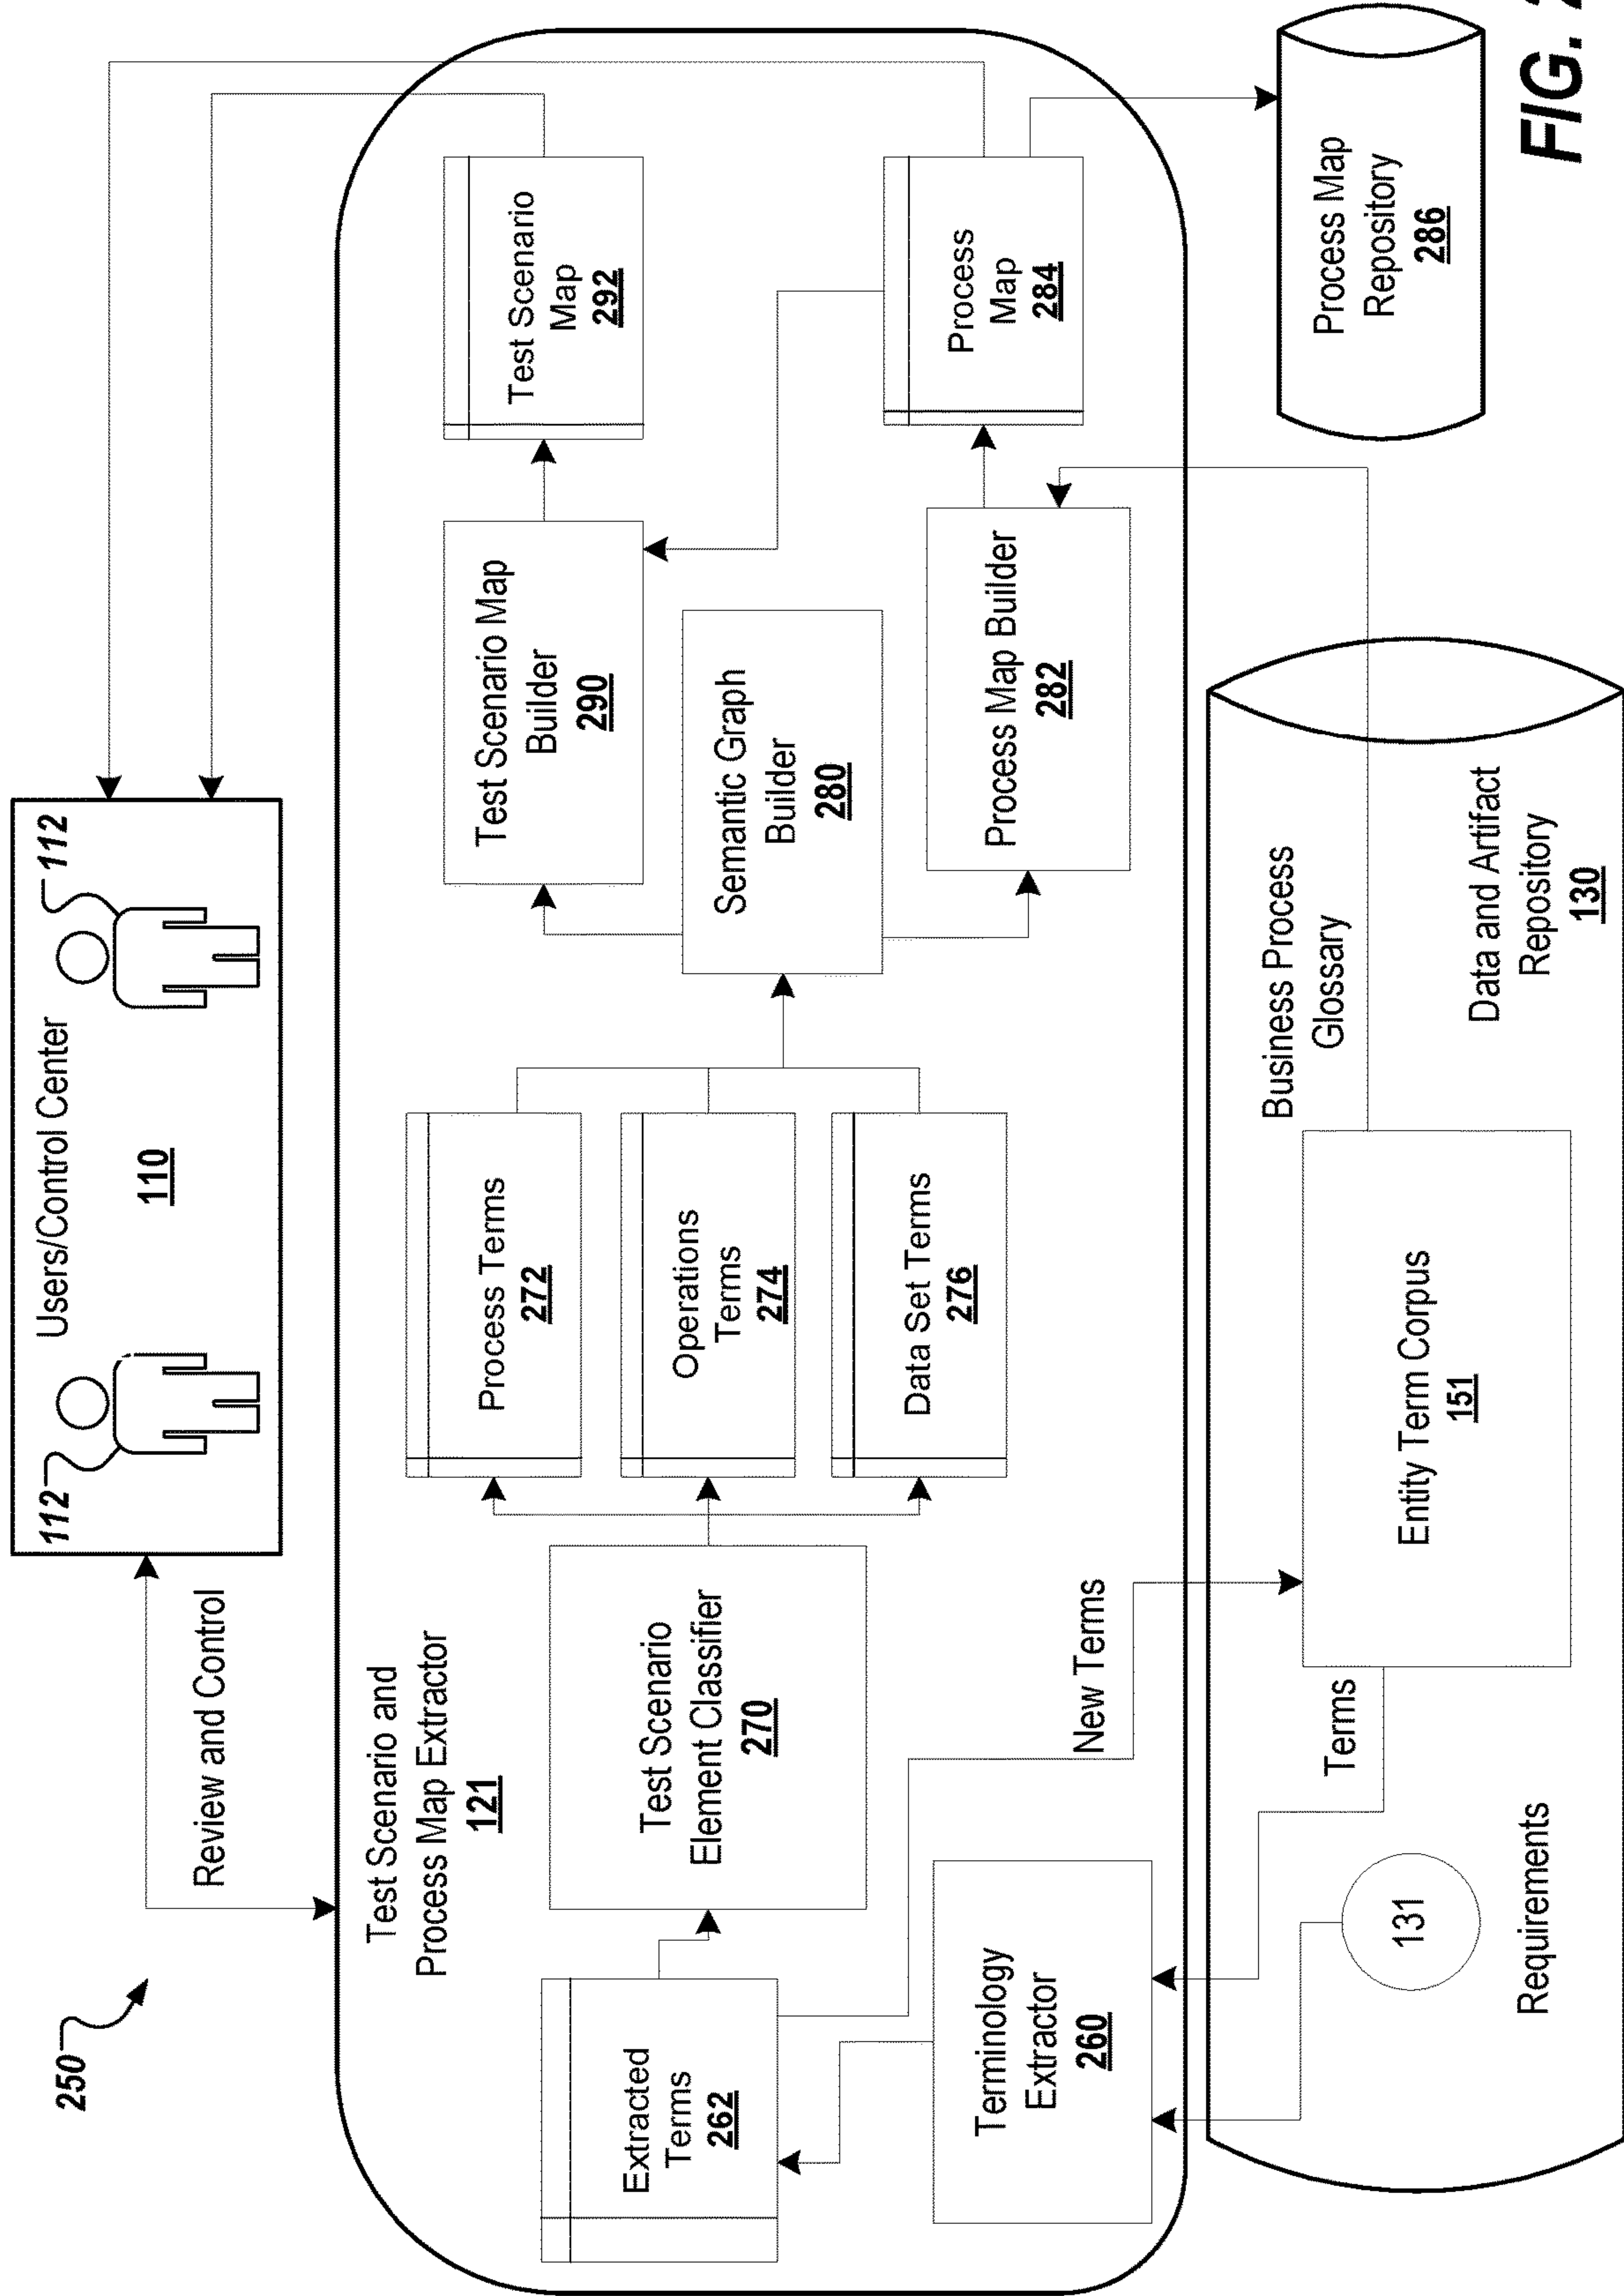 250
112
Users/Control Center
112
110
Review and Control
Test Scenario and
Process Map Extractor
121
Extracted
Terms
262
Test Scenario
Element Classifier
270
Process Terms
272
Operations
Terms
274
Data Set Terms
276
Test Scenario Map
Builder
290
Test Scenario
Map
292
Semantic Graph
Builder
280
Process Map Builder
282
Process
Map
284
Terminology
Extractor
260
New Terms
Terms
131
Requirements
Entity Term Corpus
151
Business Process
Glossary
Data and Artifact
Repository
130
Process Map
Repository
286